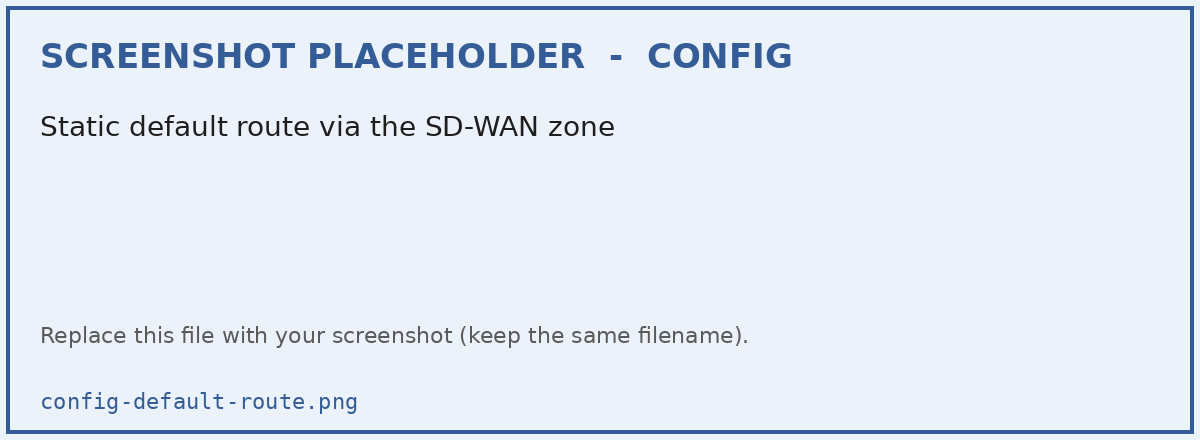 SCREENSHOT PLACEHOLDER - CONFIG
Static default route via the SD-WAN zone
Replace this file with your screenshot (keep the same filename).
config-default-route.png